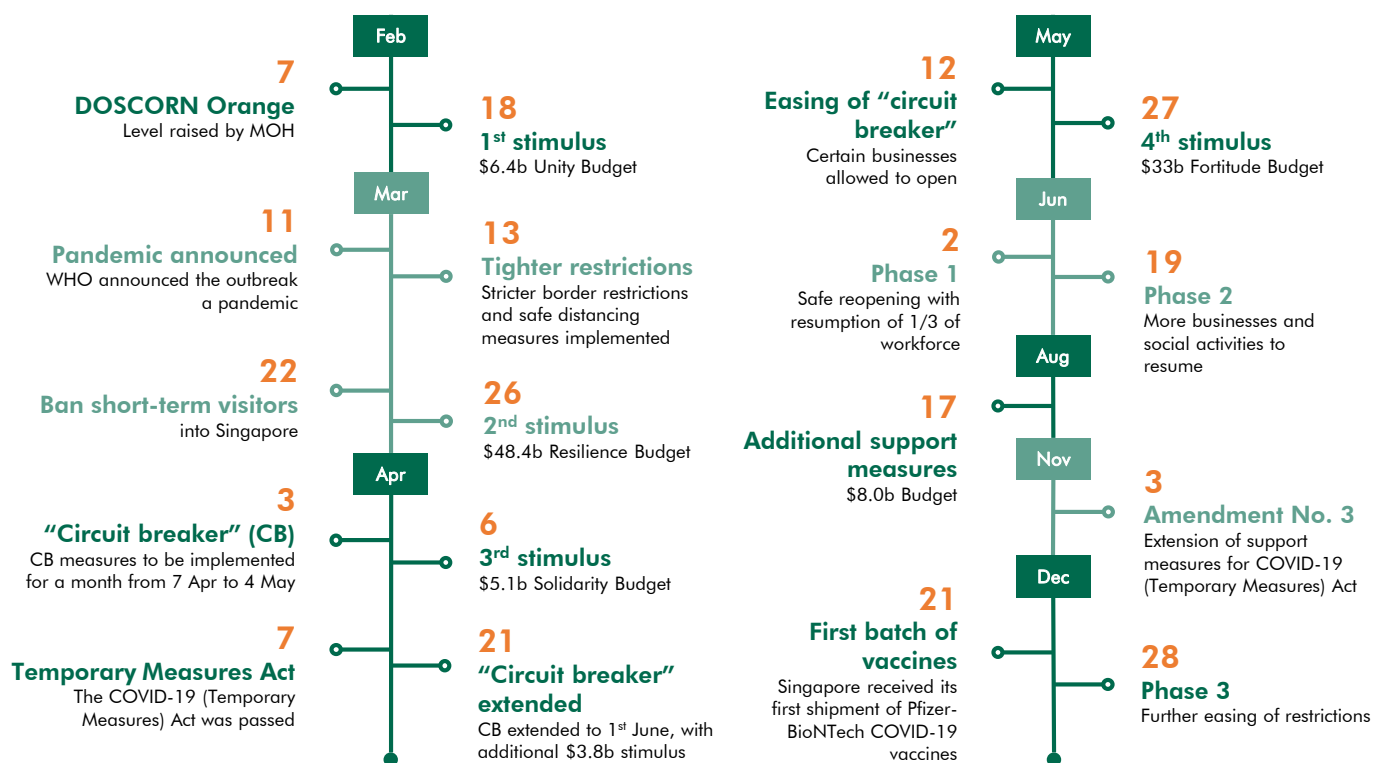 Feb
7
DOSCORN Orange
Level raised by MOH
18
1st stimulus
$6.4b Unity Budget
Mar
11
Pandemic announced
WHO announced the outbreak
a pandemic
13
Tighter restrictions
Stricter border restrictions
and safe distancing
measures implemented
22
Ban short-term visitors
into Singapore
26
2nd stimulus
$48.4b Resilience Budget
Apr
3
“Circuit breaker” (CB)
CB measures to be implemented
for a month from 7 Apr to 4 May
6
3rd stimulus
$5.1b Solidarity Budget
7
Temporary Measures Act
The COVID-19 (Temporary
Measures) Act was passed
21
“Circuit breaker”
extended
CB extended to 1st June, with
additional $3.8b stimulus
May
12
Easing of “circuit
breaker”
Certain businesses
allowed to open
27
4th stimulus
$33b Fortitude Budget
Jun
2
Phase 1
Safe reopening with
resumption of 1/3 of
workforce
19
Phase 2
More businesses and
social activities to
resume
Aug
17
Additional support
measures
$8.0b Budget
Nov
3
Amendment No. 3
Extension of support
measures for COVID-19
(Temporary Measures) Act
Dec
21
First batch of
vaccines
Singapore received its
first shipment of Pfizer-
BioNTech COVID-19
vaccines
28
Phase 3
Further easing of restrictions